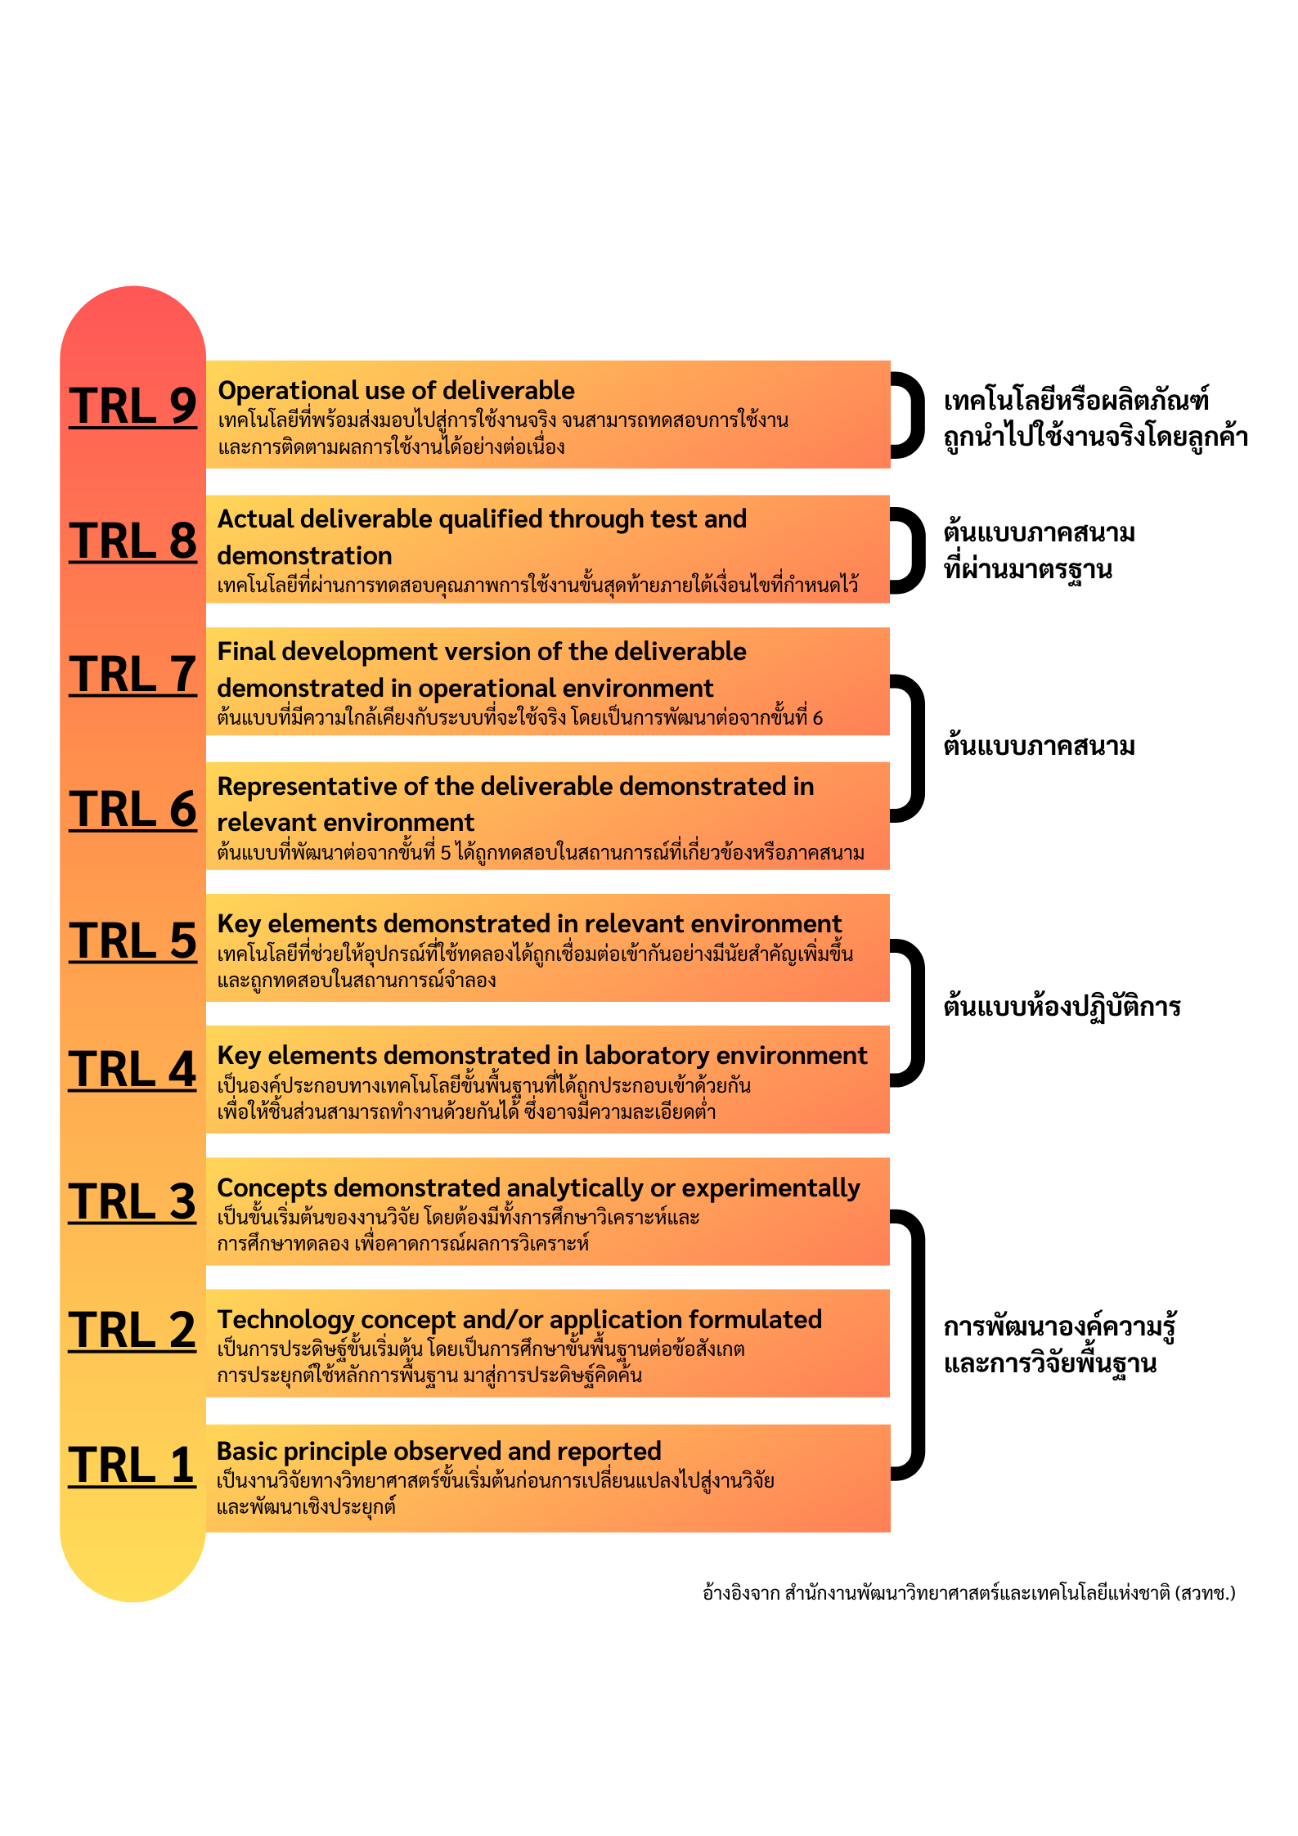 TRL 9
Operational use of deliverable
เทคโนโลยีที่พร้อมส่งมอบไปสู่การใช้งานจริง จนสามารถทดสอบการใช้งาน
และการติดตามผลการใช้งานได้อย่างต่อเนื่อง
เทคโนโลยีหรือผลิตภัณฑ์
ถูกนำไปใช้งานจริงโดยลูกค้า
TRL 8
Actual deliverable qualified through test and
demonstration
เทคโนโลยีที่ผ่านการทดสอบคุณภาพการใช้งานขั้นสุดท้ายภายใต้เงื่อนไขที่กำหนดไว้
ต้นแบบภาคสนาม
ที่ผ่านมาตรฐาน
TRL 7
Final development version of the deliverable
demonstrated in operational environment
ต้นแบบที่มีความใกล้เคียงกับระบบที่จะใช้จริง โดยเป็นการพัฒนาต่อจากขั้นที่ 6
ต้นแบบภาคสนาม
TRL 6
Representative of the deliverable demonstrated in
relevant environment
ต้นแบบที่พัฒนาต่อจากขั้นที่ 5 ได้ถูกทดสอบในสถานการณ์ที่เกี่ยวข้องหรือภาคสนาม
TRL 5
Key elements demonstrated in relevant environment
เทคโนโลยีที่ช่วยให้อุปกรณ์ที่ใช้ทดลองได้ถูกเชื่อมต่อเข้ากันอย่างมีนัยสำคัญเพิ่มขึ้น
และถูกทดสอบในสถานการณ์จำลอง
ต้นแบบห้องปฏิบัติการ
TRL 4
Key elements demonstrated in laboratory environment
เป็นองค์ประกอบทางเทคโนโลยีขั้นพื้นฐานที่ได้ถูกประกอบเข้าด้วยกัน
เพื่อให้ชิ้นส่วนสามารถทำงานด้วยกันได้ ซึ่งอาจมีความละเอียดต่ำ
TRL 3
Concepts demonstrated analytically or experimentally
เป็นขั้นเริ่มต้นของงานวิจัย โดยต้องมีทั้งการศึกษาวิเคราะห์และ
การศึกษาทดลอง เพื่อคาดการณ์ผลการวิเคราะห์
TRL 2
Technology concept and/or application formulated
เป็นการประดิษฐ์ขั้นเริ่มต้น โดยเป็นการศึกษาขั้นพื้นฐานต่อข้อสังเกต
การประยุกต์ใช้หลักการพื้นฐาน มาสู่การประดิษฐ์คิดค้น
การพัฒนาองค์ความรู้
และการวิจัยพื้นฐาน
TRL 1
Basic principle observed and reported
เป็นงานวิจัยทางวิทยาศาสตร์ขั้นเริ่มต้นก่อนการเปลี่ยนแปลงไปสู่งานวิจัย
และพัฒนาเชิงประยุกต์
อ้างอิงจาก สำนักงานพัฒนาวิทยาศาสตร์และเทคโนโลยีแห่งชาติ (สวทช.)